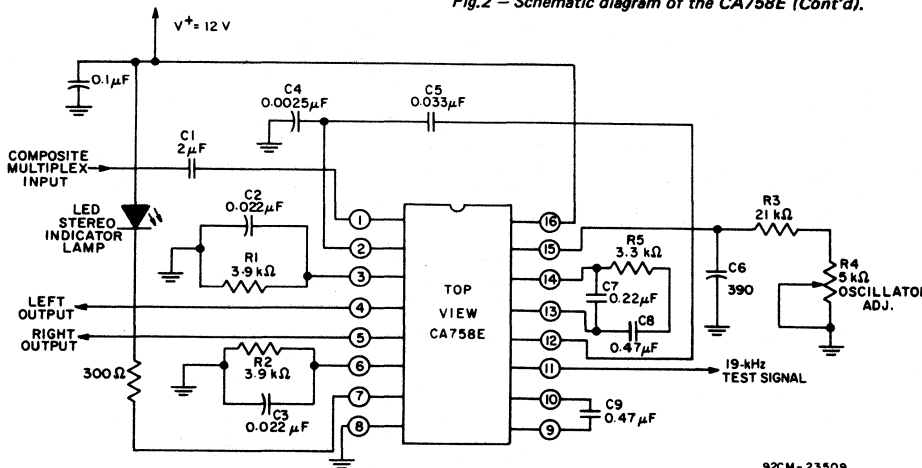 Fig.2 – Schematic diagram of the CA758E (Cont'd).
V+ = 12 V
0.1µF
C4
0.0025µF
C5
0.033µF
C1
2µF
COMPOSITE
MULTIPLEX
INPUT
LED
STEREO
INDICATOR
LAMP
C2
0.022µF
R1
3.9 kΩ
LEFT
OUTPUT
RIGHT
OUTPUT
300Ω
R2
3.9 kΩ
C3
0.022 µF
1
2
3
4
5
6
7
8
TOP
VIEW
CA758E
16
15
14
13
12
11
10
9
R5
3.3 kΩ
C7
0.22µF
C8
0.47µF
C6
390
R3
21 kΩ
R4
5 kΩ
OSCILLATOR
ADJ.
19-kHz
TEST SIGNAL
C9
0.47µF
92CM-23509